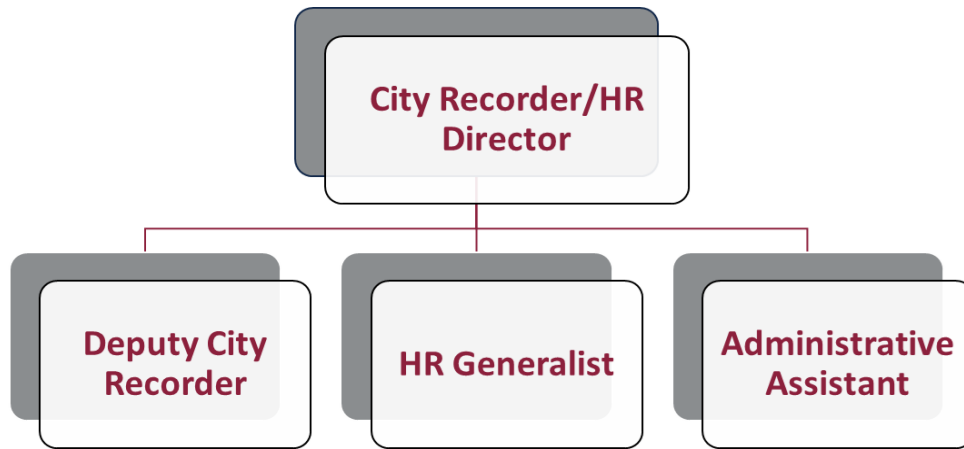 City Recorder/HR
Director
Deputy City
Recorder
HR Generalist
Administrative
Assistant